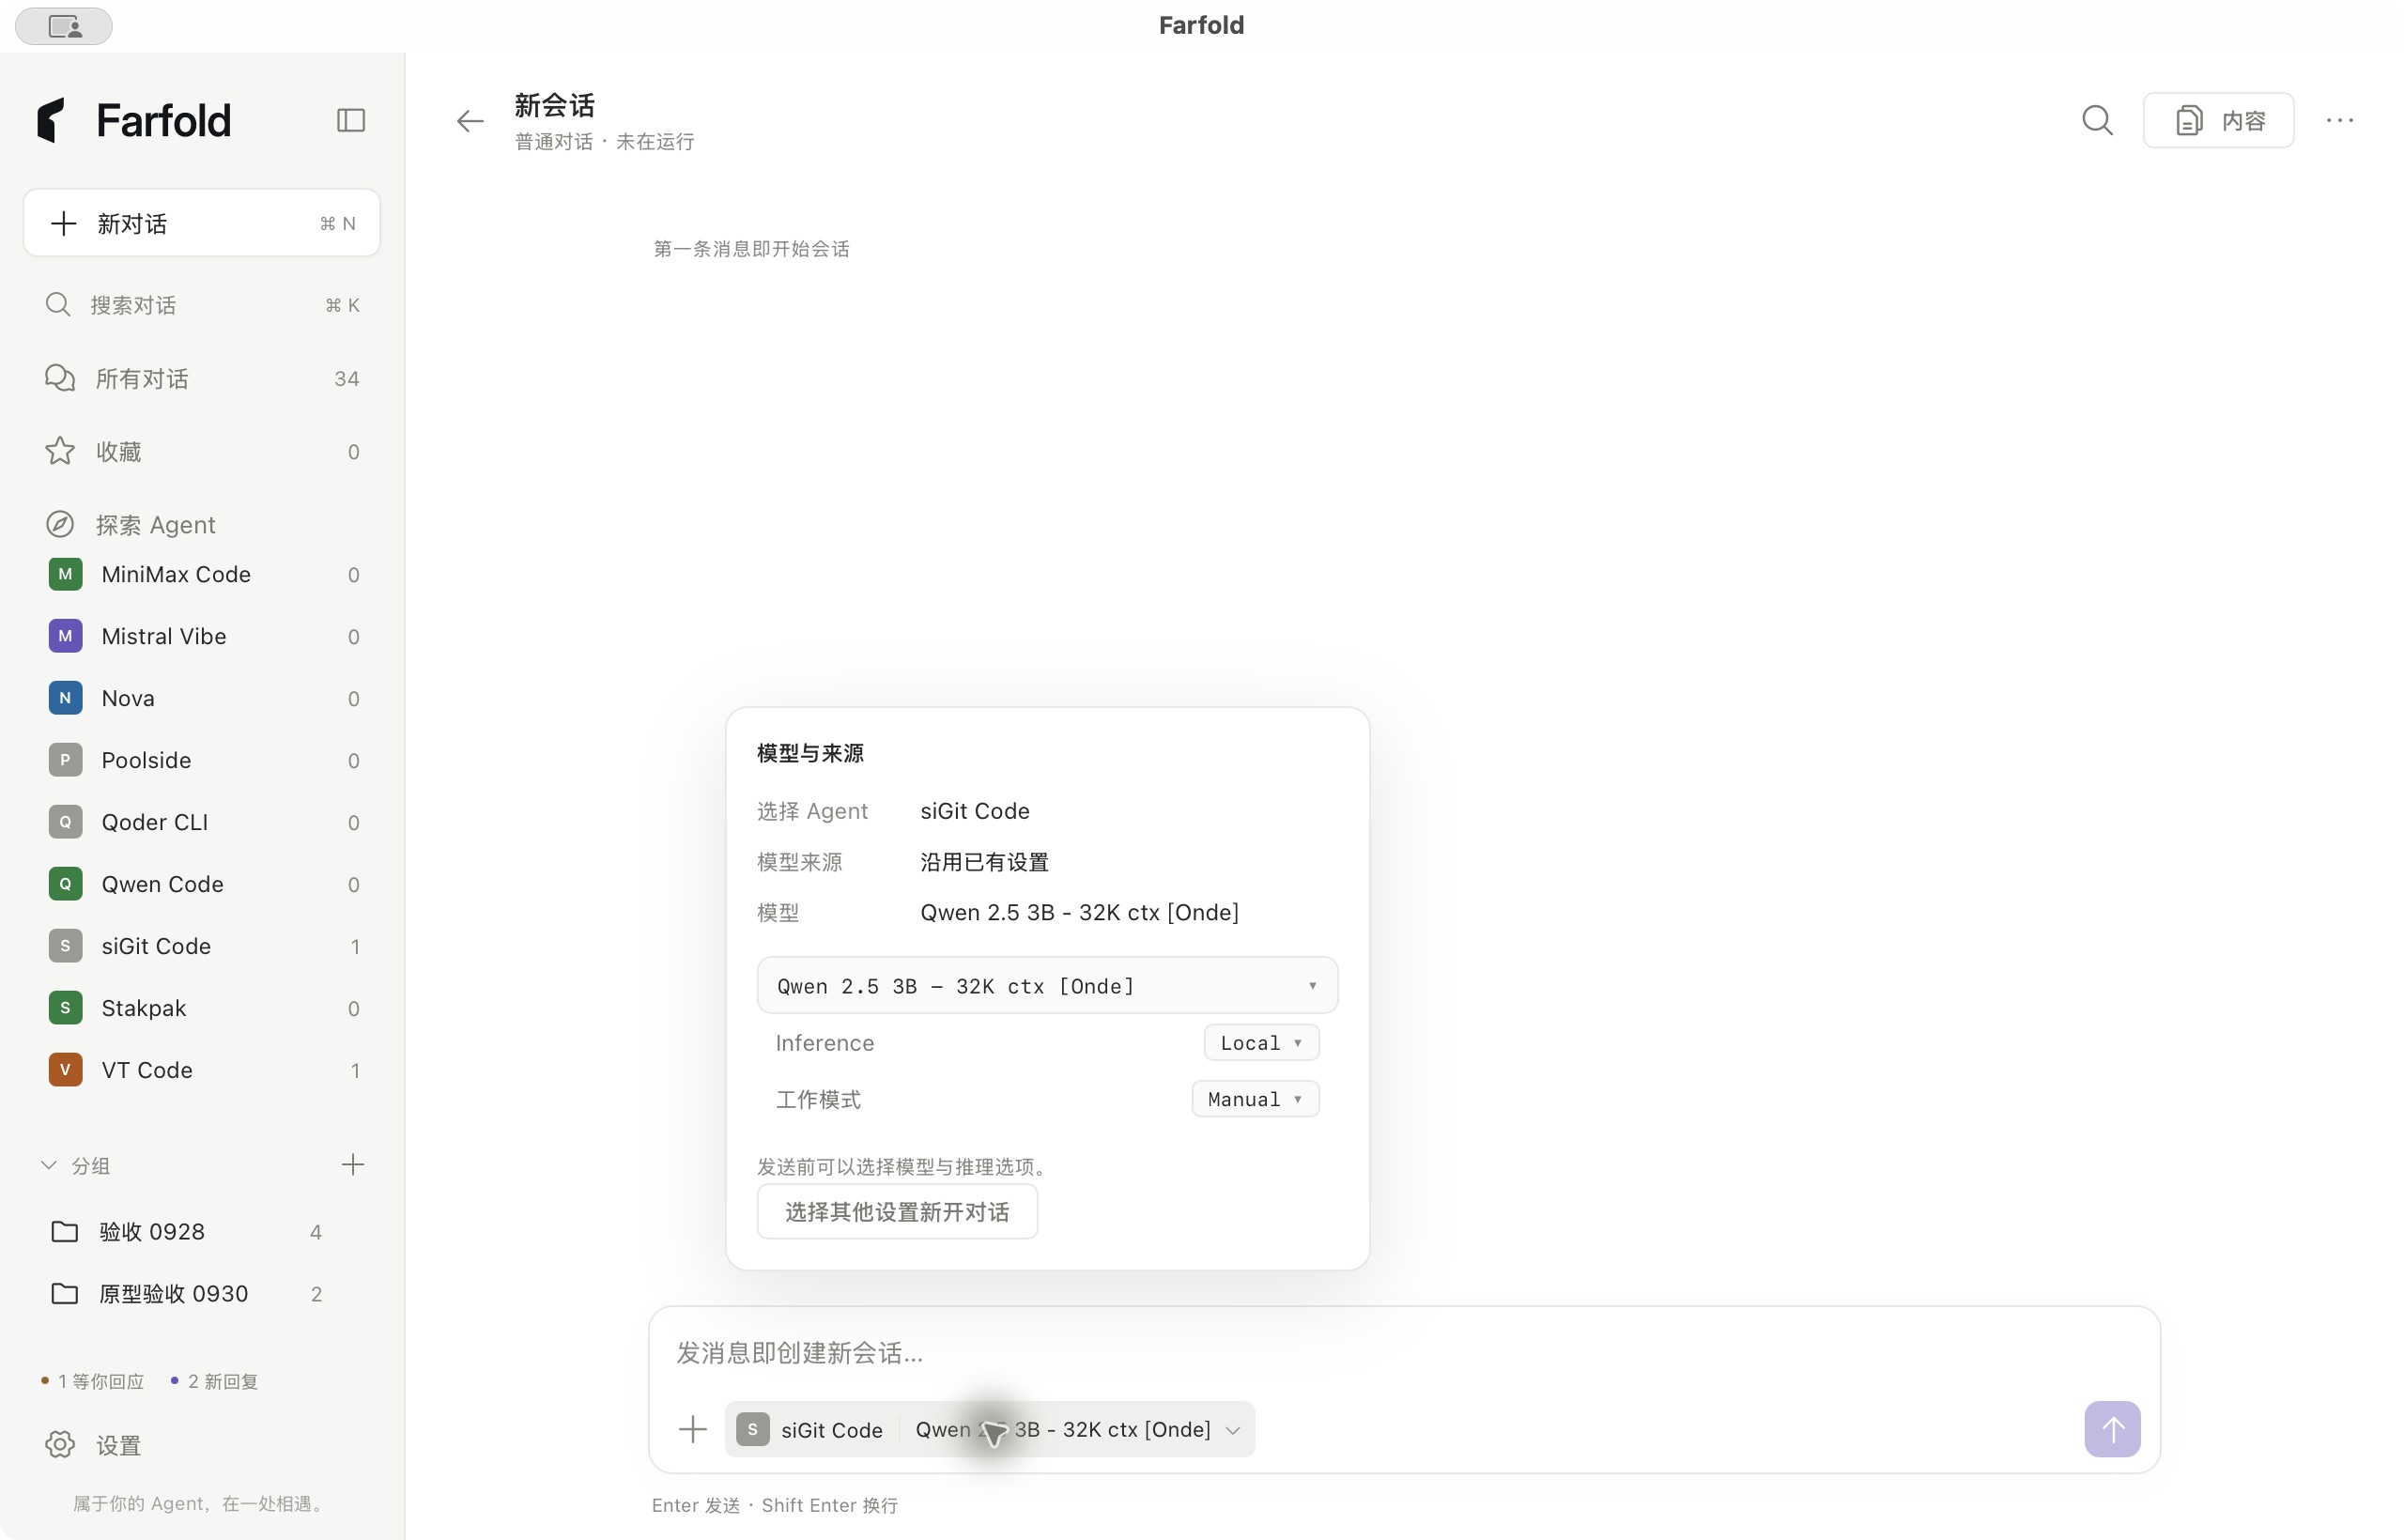 Farfold
Farfold
新对话 ⌘ N
搜索对话 ⌘ K
所有对话 34
收藏 0
探索 Agent
M MiniMax Code 0
M Mistral Vibe 0
N Nova 0
P Poolside 0
Q Qoder CLI 0
Q Qwen Code 0
S siGit Code 1
S Stakpak 0
V VT Code 1
分组
验收 0928 4
原型验收 0930 2
1 等你回应 2 新回复
设置
属于你的 Agent，在一处相遇。
新会话
普通对话 · 未在运行
内容
第一条消息即开始会话
模型与来源
选择 Agent siGit Code
模型来源 沿用已有设置
模型 Qwen 2.5 3B - 32K ctx [Onde]
Qwen 2.5 3B – 32K ctx [Onde]
Inference Local
工作模式 Manual
发送前可以选择模型与推理选项。
选择其他设置新开对话
发消息即创建新会话...
S siGit Code Qwen 2.5 3B - 32K ctx [Onde]
Enter 发送 · Shift Enter 换行